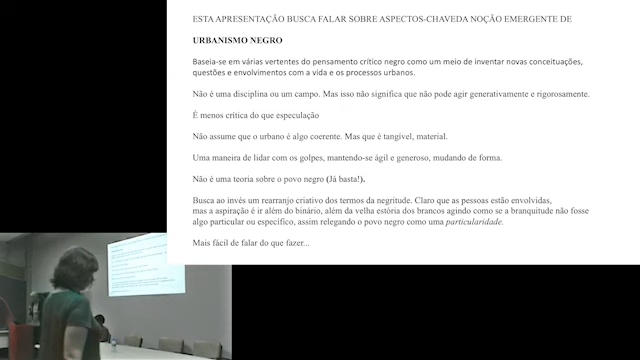 ESTA APRESENTAÇÃO BUSCA FALAR SOBRE ASPECTOS-CHAVEDA NOÇÃO EMERGENTE DE
URBANISMO NEGRO
Baseia-se em várias vertentes do pensamento crítico negro como um meio de inventar novas conceituações,
questões e envolvimentos com a vida e os processos urbanos.
Não é uma disciplina ou um campo. Mas isso não significa que não pode agir generativamente e rigorosamente.
É menos crítica do que especulação
Não assume que o urbano é algo coerente. Mas que é tangível, material.
Uma maneira de lidar com os golpes, mantendo-se ágil e generoso, mudando de forma.
Não é uma teoria sobre o povo negro (Já basta!).
Busca ao invés um rearranjo criativo dos termos da negritude. Claro que as pessoas estão envolvidas,
mas a aspiração é ir além do binário, além da velha estória dos brancos agindo como se a branquitude não fosse
algo particular ou específico, assim relegando o povo negro como uma particularidade.
Mais fácil de falar do que fazer...